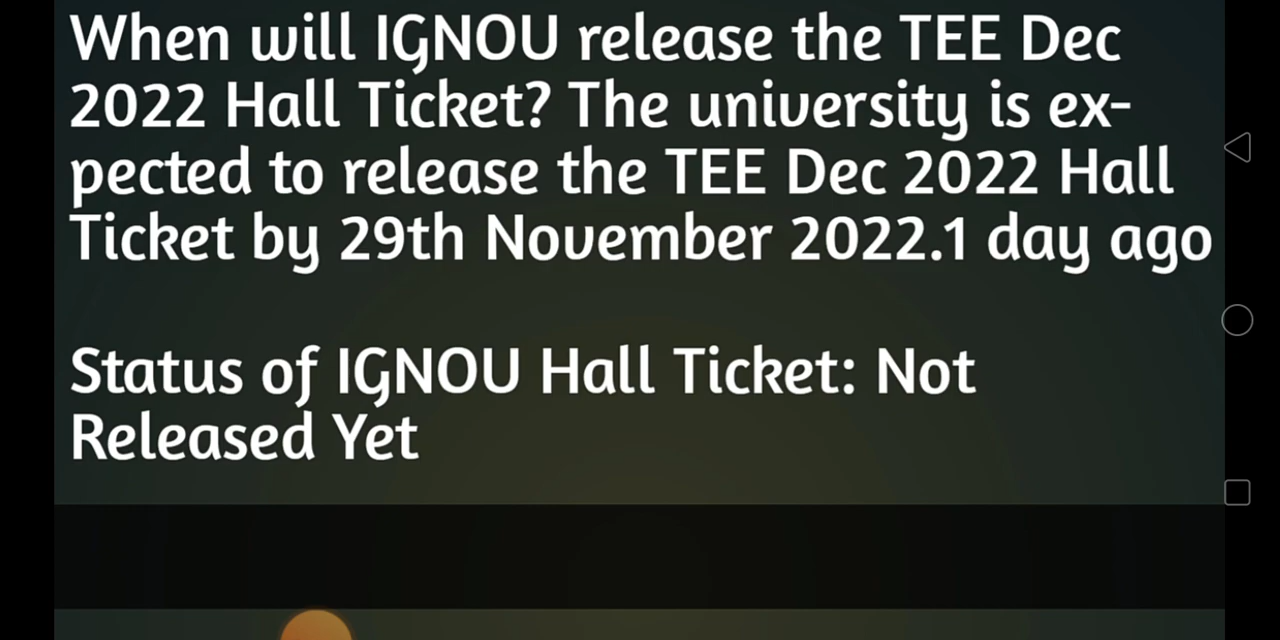 When will IGNOU release the TEE Dec
2022 Hall Ticket? The university is ex-
pected to release the TEE Dec 2022 Hall
Ticket by 29th November 2022.1 day ago
Status of IGNOU Hall Ticket: Not
Released Yet